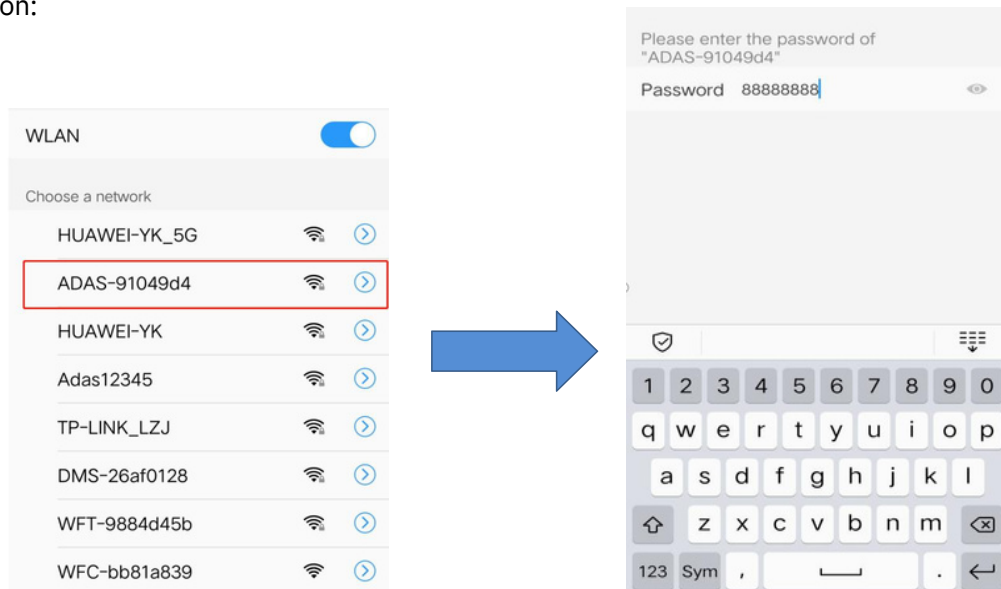 on:
WLAN
Choose a network
HUAWEI-YK_5G
ADAS-91049d4
HUAWEI-YK
Adas12345
TP-LINK_LZJ
DMS-26af0128
WFT-9884d45b
WFC-bb81a839
Please enter the password of
"ADAS-91049d4"
Password 88888888
1 2 3 4 5 6 7 8 9 0
q w e r t y u i o p
a s d f g h j k l
z x c v b n m
123 Sym , .